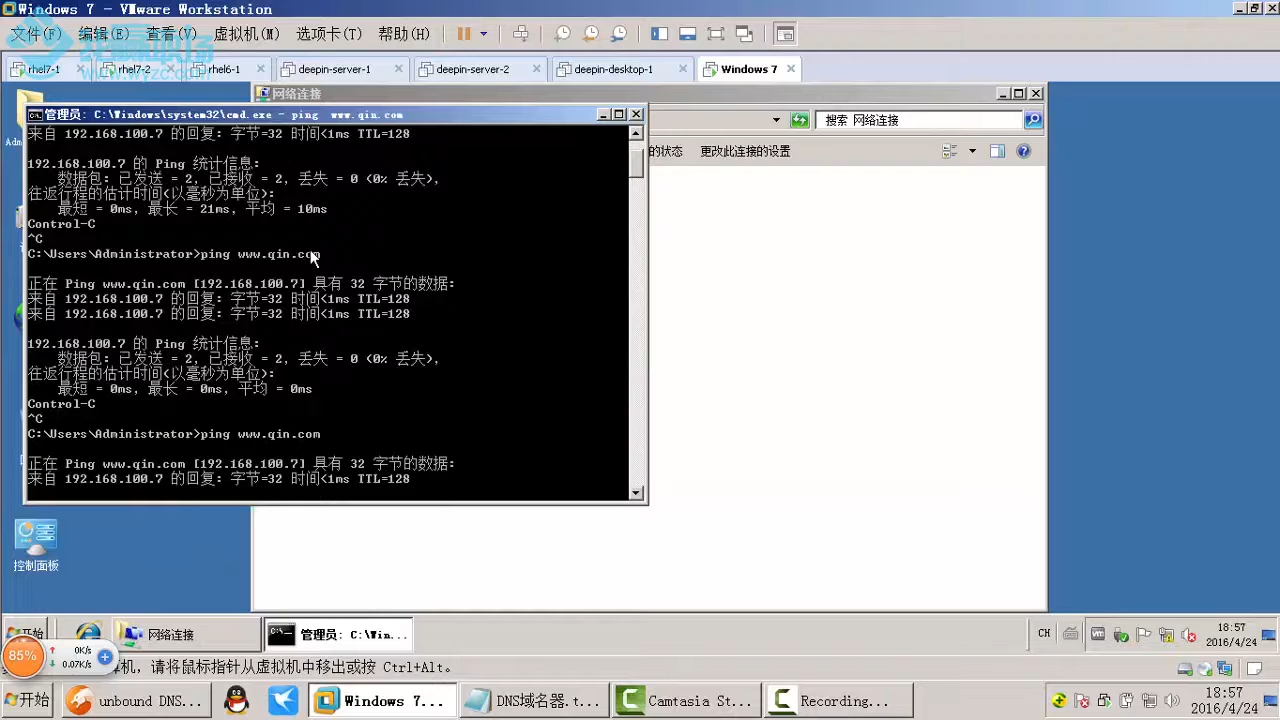 Windows 7 - VMware Workstation
文件(F) 编辑(E) 查看(V) 虚拟机(M) 选项卡(T) 帮助(H)
www.wyzc.com
rhel7-1 rhel7-2 rhel6-1 deepin-server-1 deepin-server-2 deepin-desktop-1 Windows 7
网络连接
管理员: C:\Windows\system32\cmd.exe - ping www.qin.com
搜索 网络连接
的状态 更改此连接的设置
来自 192.168.100.7 的回复: 字节=32 时间<1ms TTL=128
192.168.100.7 的 Ping 统计信息:
数据包: 已发送 = 2, 已接收 = 2, 丢失 = 0 (0% 丢失),
往返行程的估计时间(以毫秒为单位):
最短 = 0ms, 最长 = 21ms, 平均 = 10ms
Control-C
^C
C:\Users\Administrator>ping www.qin.com
正在 Ping www.qin.com [192.168.100.7] 具有 32 字节的数据:
来自 192.168.100.7 的回复: 字节=32 时间<1ms TTL=128
来自 192.168.100.7 的回复: 字节=32 时间<1ms TTL=128
192.168.100.7 的 Ping 统计信息:
数据包: 已发送 = 2, 已接收 = 2, 丢失 = 0 (0% 丢失),
往返行程的估计时间(以毫秒为单位):
最短 = 0ms, 最长 = 0ms, 平均 = 0ms
Control-C
^C
C:\Users\Administrator>ping www.qin.com
正在 Ping www.qin.com [192.168.100.7] 具有 32 字节的数据:
来自 192.168.100.7 的回复: 字节=32 时间<1ms TTL=128
控制面板
开始 网络连接 管理员: C:\Win... CH 18:57
2016/4/24
85% 0K/s
0.07K/s
机，请将鼠标指针从虚拟机中移出或按 Ctrl+Alt。
开始 unbound DNS... Windows 7... DNS域名器.t... Camtasia St... Recording... 18:57
2016/4/24